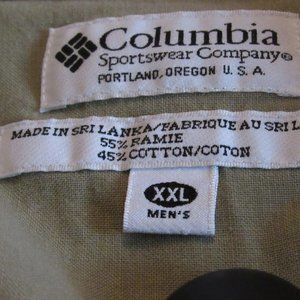 Columbia
Sportswear Company®
PORTLAND, OREGON U.S.A.
MADE IN SRI LANKA/FABRIQUE AU SRI L
55% RAMIE
45% COTTON/COTON
XXL
MEN'S